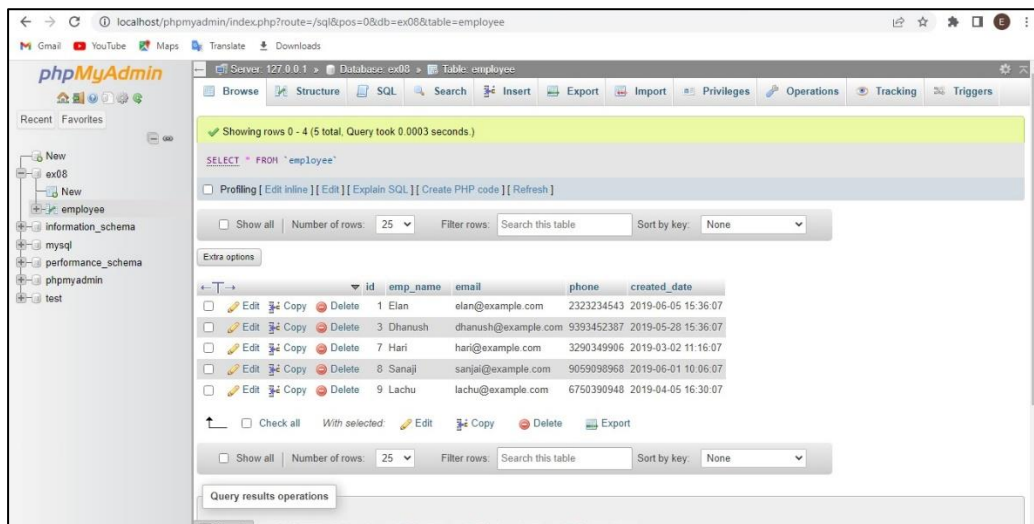 localhost/phpmyadmin/index.php?route=/sql&pos=0&db=ex08&table=employee
E
Gmail YouTube Maps Translate Downloads
phpMyAdmin
Recent Favorites
New
ex08
New
employee
information_schema
mysql
performance_schema
phpmyadmin
test
Server: 127.0.0.1 » Database: ex08 » Table: employee
Browse Structure SQL Search Insert Export Import Privileges Operations Tracking Triggers
Showing rows 0 - 4 (5 total, Query took 0.0003 seconds.)
SELECT * FROM `employee`
Profiling [ Edit inline ] [ Edit ] [ Explain SQL ] [ Create PHP code ] [ Refresh ]
Show all | Number of rows: 25 Filter rows: Search this table Sort by key: None
Extra options
←T→ id emp_name email phone created_date
Edit Copy Delete 1 Elan elan@example.com 2323234543 2019-06-05 15:36:07
Edit Copy Delete 3 Dhanush dhanush@example.com 9393452387 2019-05-28 15:36:07
Edit Copy Delete 7 Hari hari@example.com 3290349906 2019-03-02 11:16:07
Edit Copy Delete 8 Sanaji sanjai@example.com 9059098968 2019-06-01 10:06:07
Edit Copy Delete 9 Lachu lachu@example.com 6750390948 2019-04-05 16:30:07
Check all With selected: Edit Copy Delete Export
Show all | Number of rows: 25 Filter rows: Search this table Sort by key: None
Query results operations